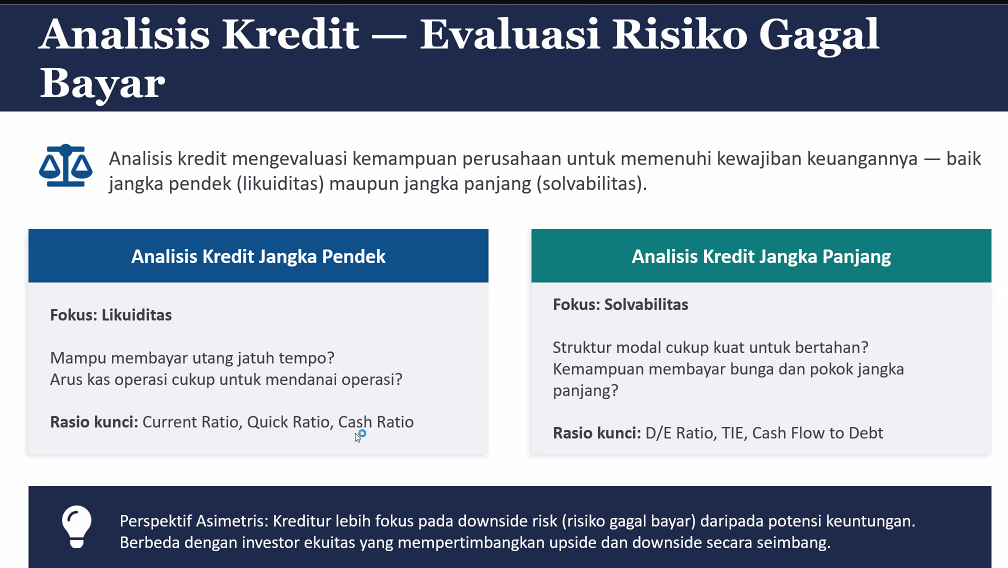 Analisis Kredit — Evaluasi Risiko Gagal
Bayar
Analisis kredit mengevaluasi kemampuan perusahaan untuk memenuhi kewajiban keuangannya — baik
jangka pendek (likuiditas) maupun jangka panjang (solvabilitas).
Analisis Kredit Jangka Pendek
Fokus: Likuiditas
Mampu membayar utang jatuh tempo?
Arus kas operasi cukup untuk mendanai operasi?
Rasio kunci: Current Ratio, Quick Ratio, Cash Ratio
Analisis Kredit Jangka Panjang
Fokus: Solvabilitas
Struktur modal cukup kuat untuk bertahan?
Kemampuan membayar bunga dan pokok jangka
panjang?
Rasio kunci: D/E Ratio, TIE, Cash Flow to Debt
Perspektif Asimetris: Kreditur lebih fokus pada downside risk (risiko gagal bayar) daripada potensi keuntungan.
Berbeda dengan investor ekuitas yang mempertimbangkan upside dan downside secara seimbang.